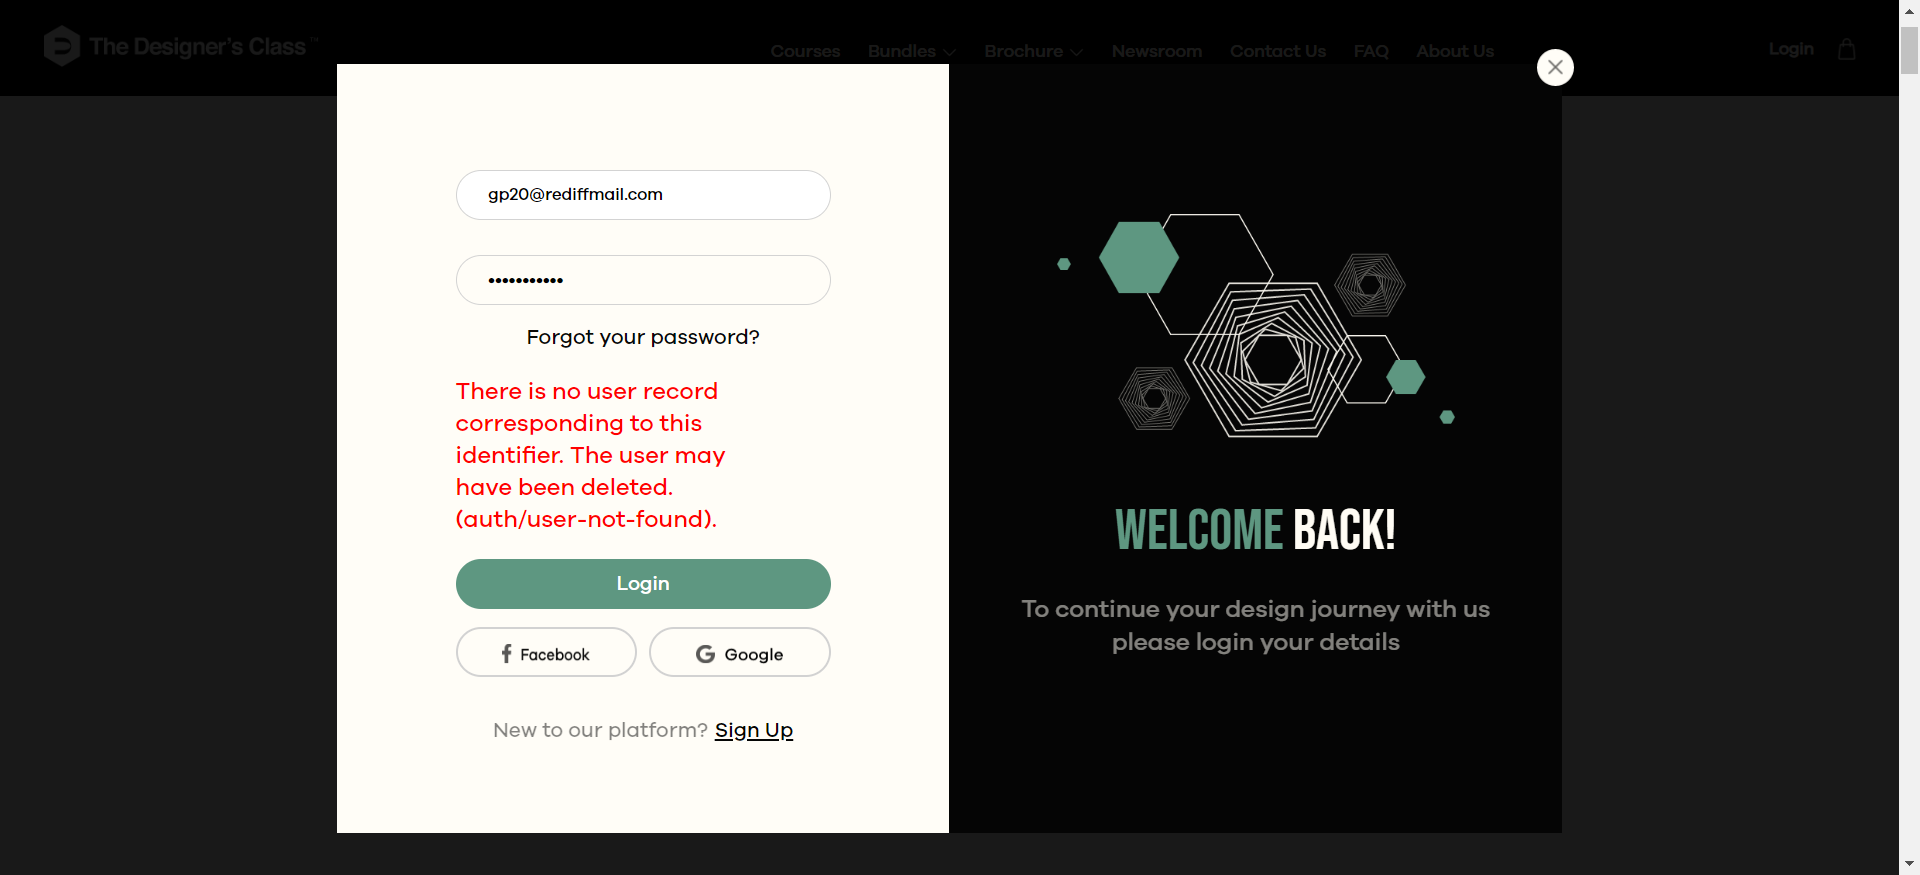 The Designer's Class ™
Courses Bundles Brochure Newsroom Contact Us FAQ About Us Login
gp20@rediffmail.com
•••••••••••
Forgot your password?
There is no user record
corresponding to this
identifier. The user may
have been deleted.
(auth/user-not-found).
Login
Facebook Google
New to our platform? Sign Up
WELCOME BACK!
To continue your design journey with us
please login your details